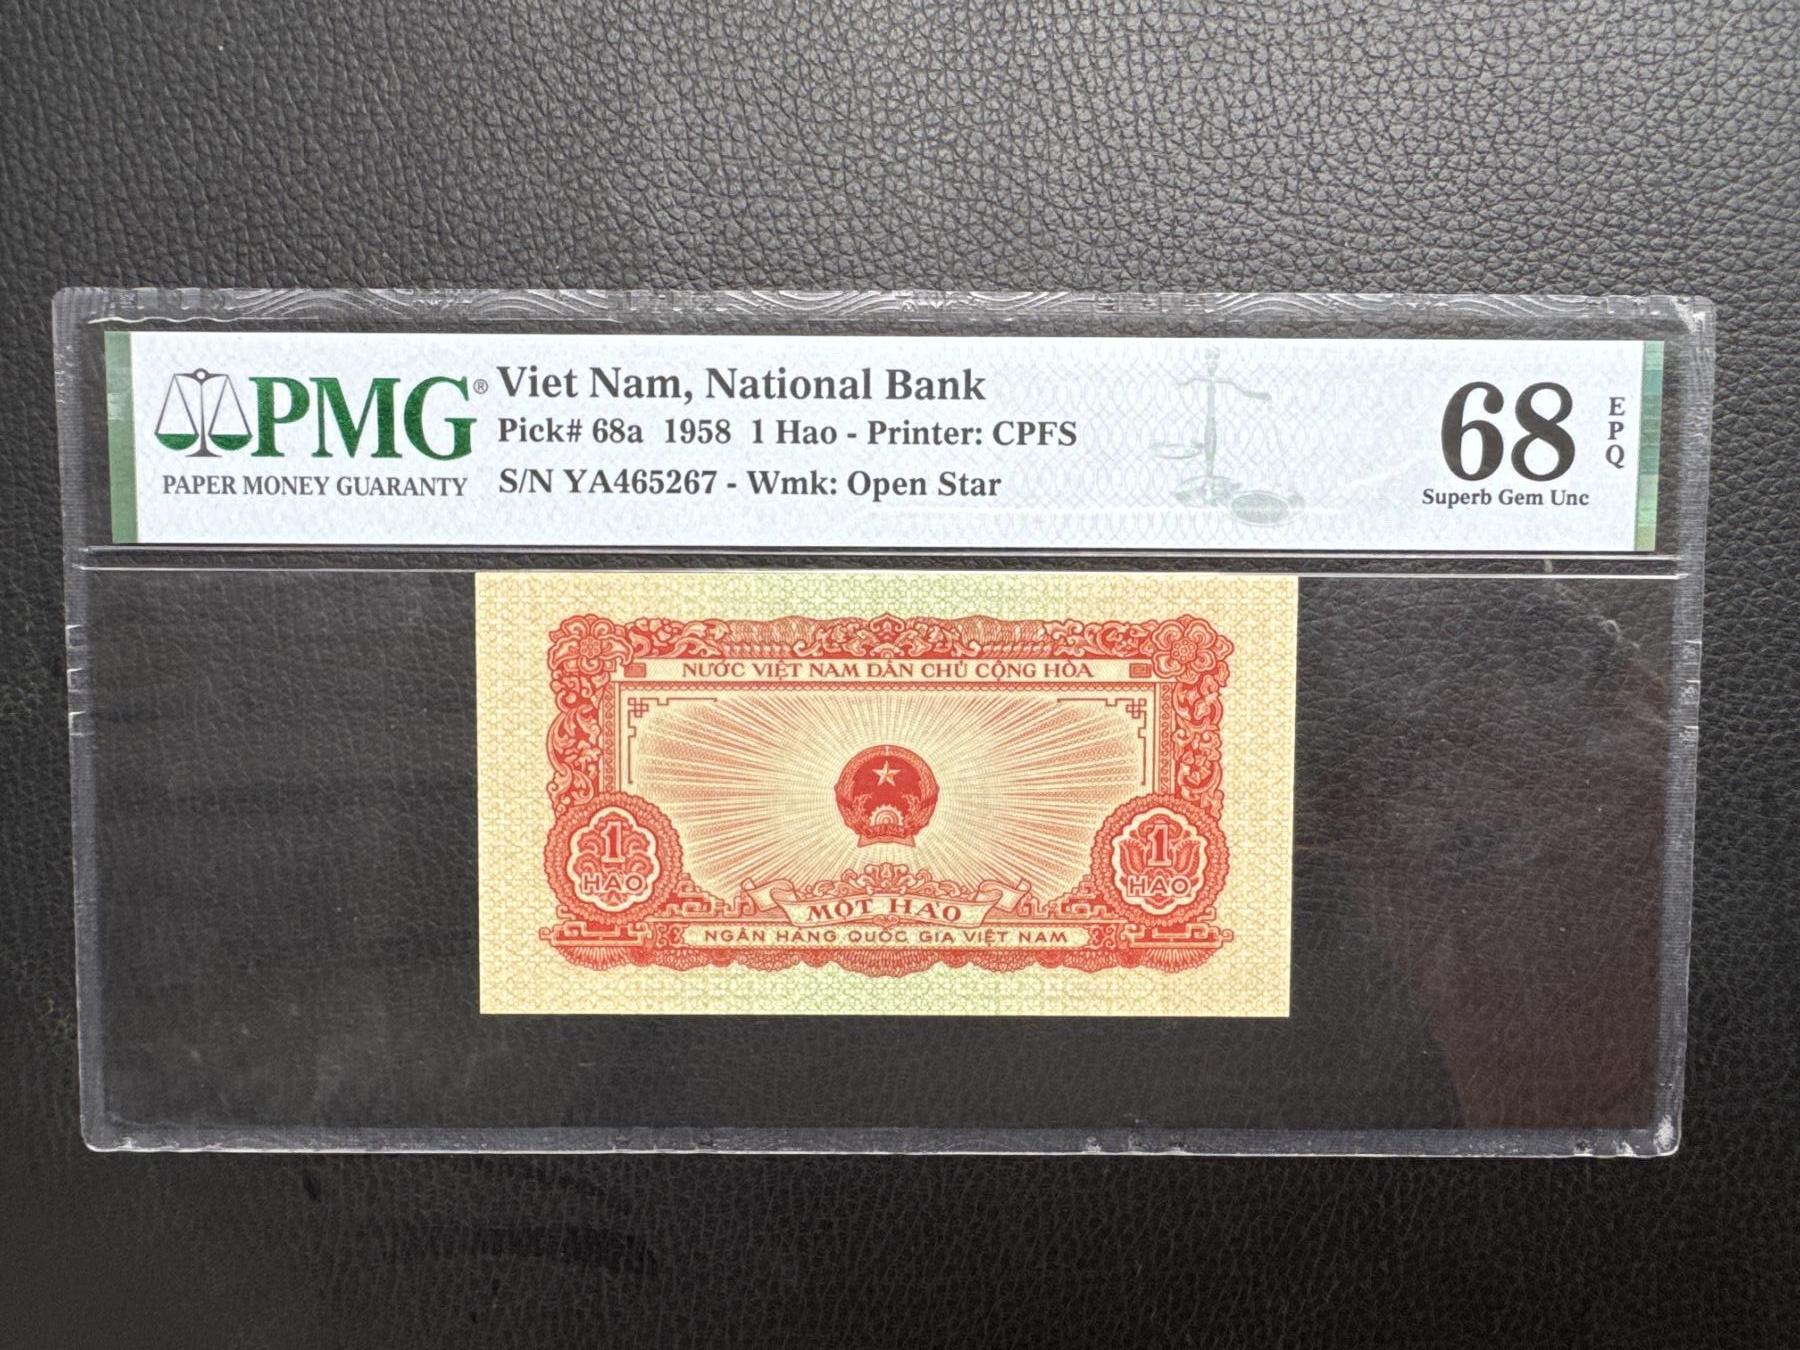 PMG®
PAPER MONEY GUARANTY
Viet Nam, National Bank
Pick# 68a 1958 1 Hao - Printer: CPFS
S/N YA465267 - Wmk: Open Star
68
EPQ
Superb Gem Unc
NƯỚC VIỆT NAM DÂN CHỦ CỘNG HÒA
1
HAO
1
HAO
MỘT HÀO
NGÂN HÀNG QUỐC GIA VIỆT NAM